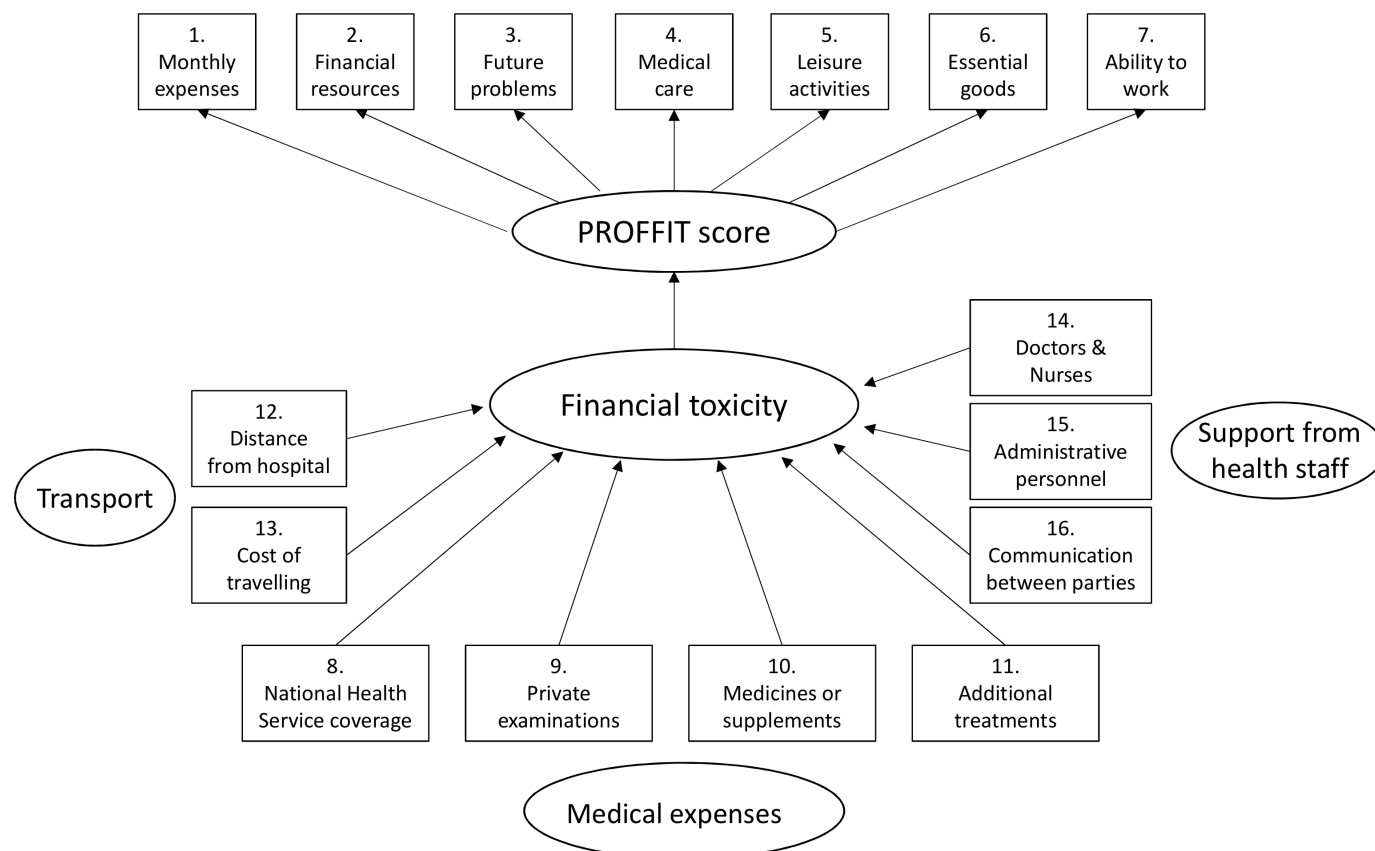 1.
Monthly
expenses
2.
Financial
resources
3.
Future
problems
4.
Medical
care
5.
Leisure
activities
6.
Essential
goods
7.
Ability to
work
PROFFIT score
Financial toxicity
14.
Doctors &
Nurses
12.
Distance
from hospital
15.
Administrative
personnel
Support from
health staff
Transport
13.
Cost of
travelling
16.
Communication
between parties
8.
National Health
Service coverage
9.
Private
examinations
10.
Medicines or
supplements
11.
Additional
treatments
Medical expenses